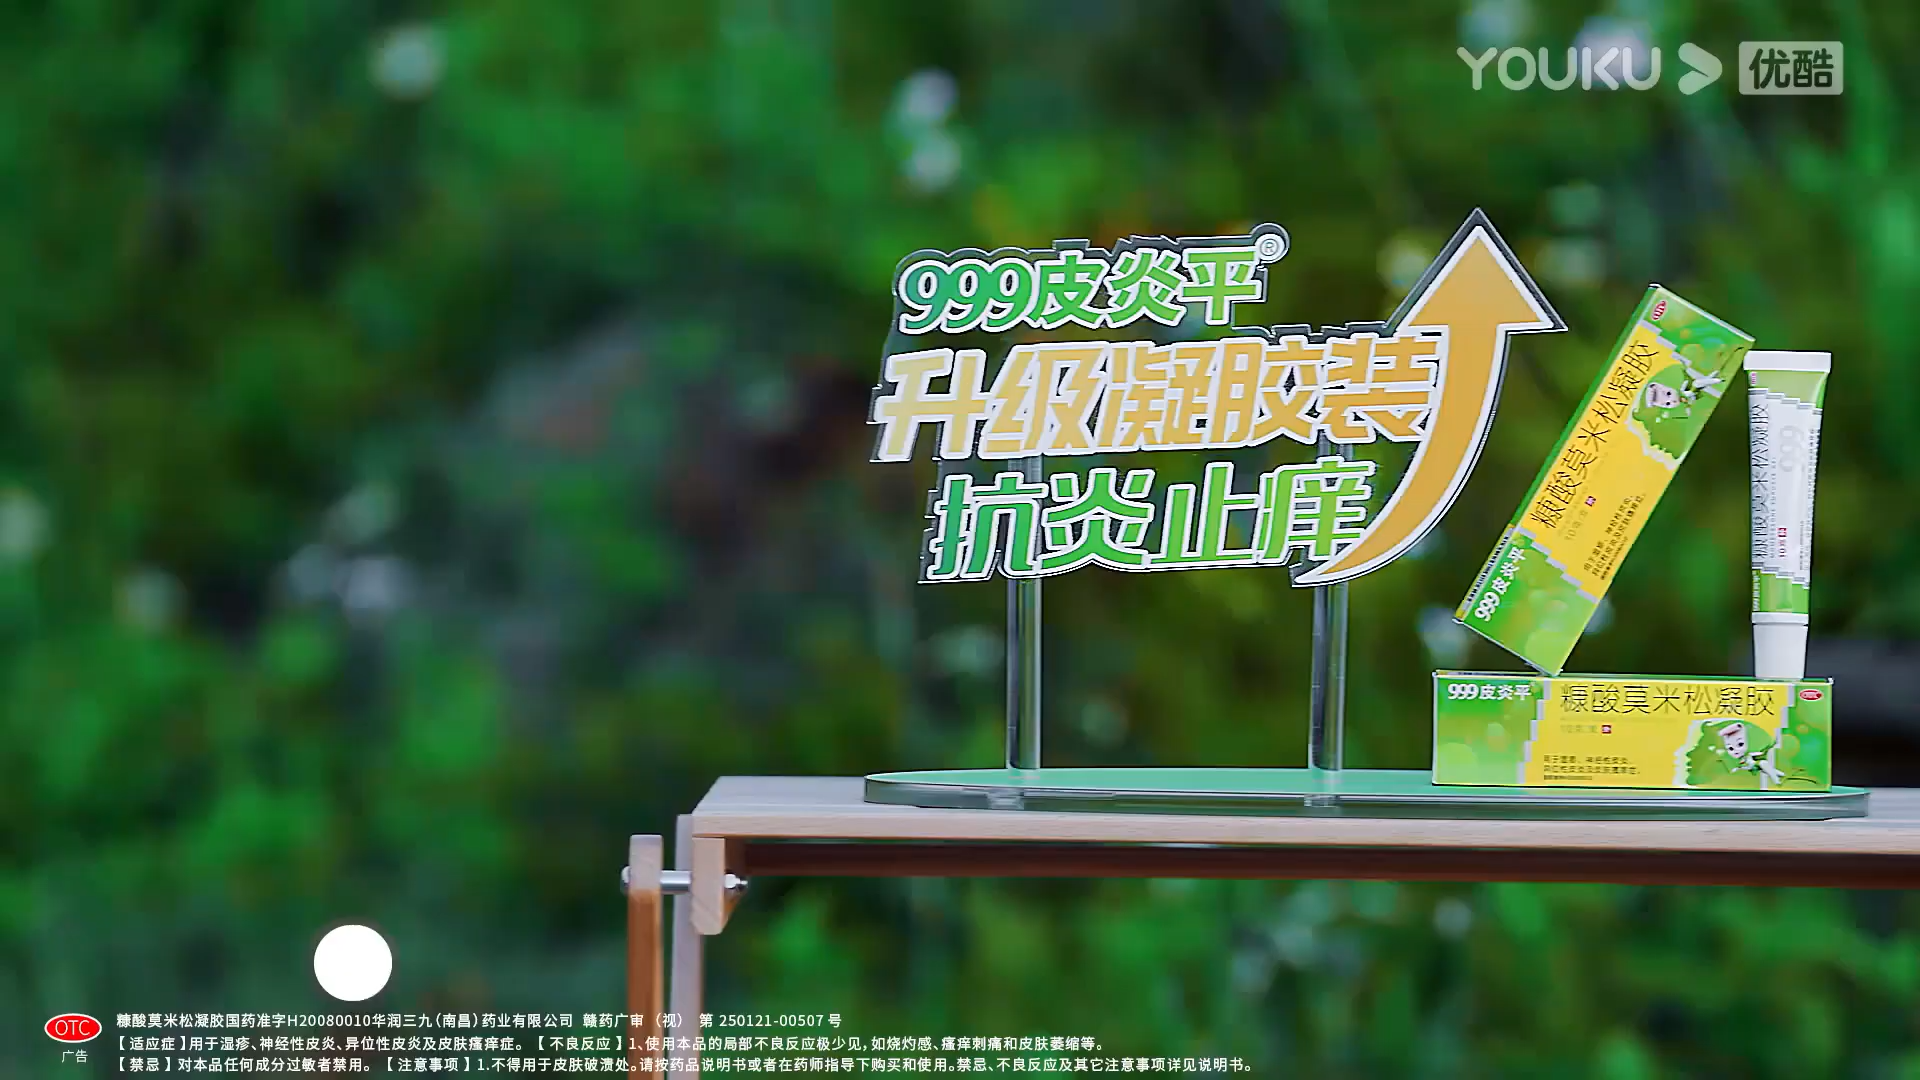 YOUKU 优酷
999皮炎平®
升级凝胶装
抗炎止痒
OTC
糠酸莫米松凝胶
999皮炎平
糠酸莫米松凝胶
999
999皮炎平
糠酸莫米松凝胶
OTC
OTC
广告
糠酸莫米松凝胶国药准字H20080010华润三九(南昌)药业有限公司 赣药广审 (视) 第 250121-00507 号
【适应症】用于湿疹、神经性皮炎、异位性皮炎及皮肤瘙痒症。【不良反应】1、使用本品的局部不良反应极少见,如烧灼感、瘙痒刺痛和皮肤萎缩等。
【禁忌】对本品任何成分过敏者禁用。【注意事项】1.不得用于皮肤破溃处。请按药品说明书或者在药师指导下购买和使用。禁忌、不良反应及其它注意事项详见说明书。